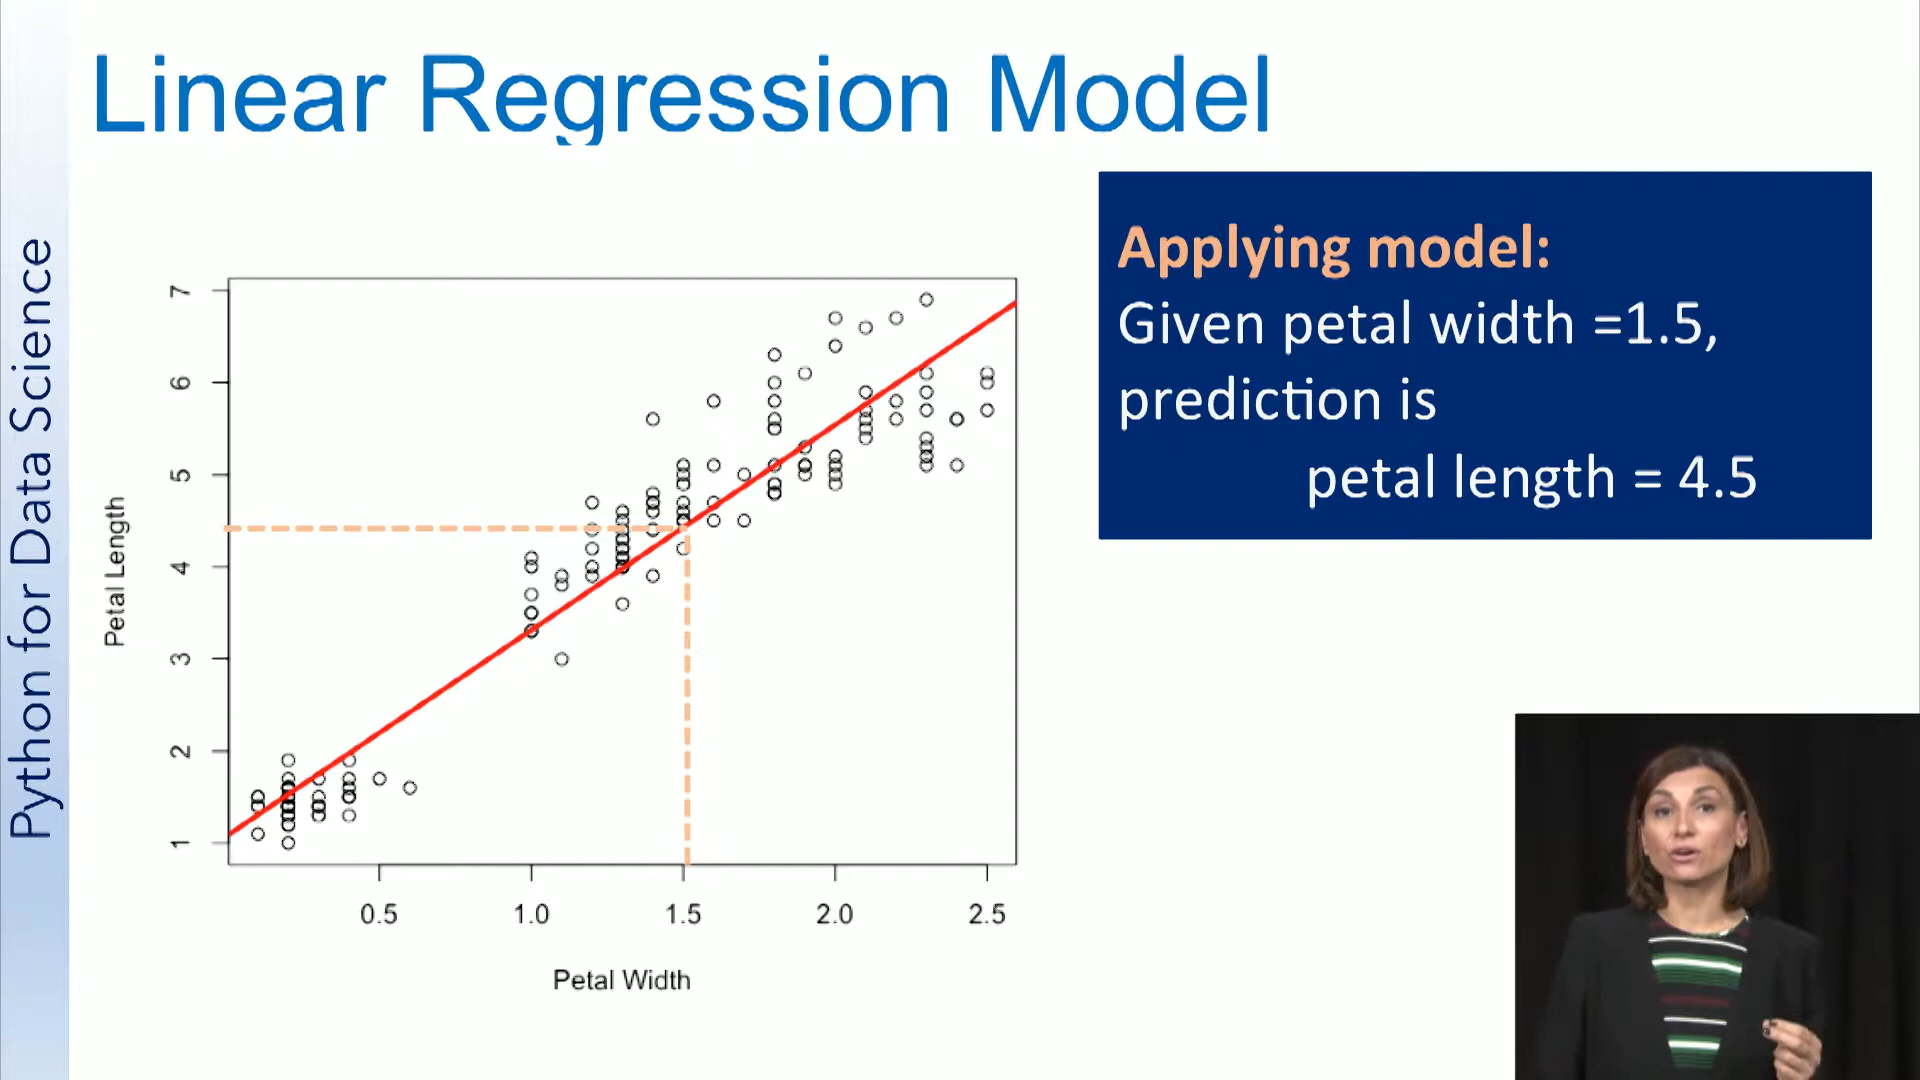 Linear Regression Model
Python for Data Science
Applying model:
Given petal width =1.5,
prediction is
petal length = 4.5
Petal Length
7
6
5
4
3
2
1
0.5 1.0 1.5 2.0 2.5
Petal Width